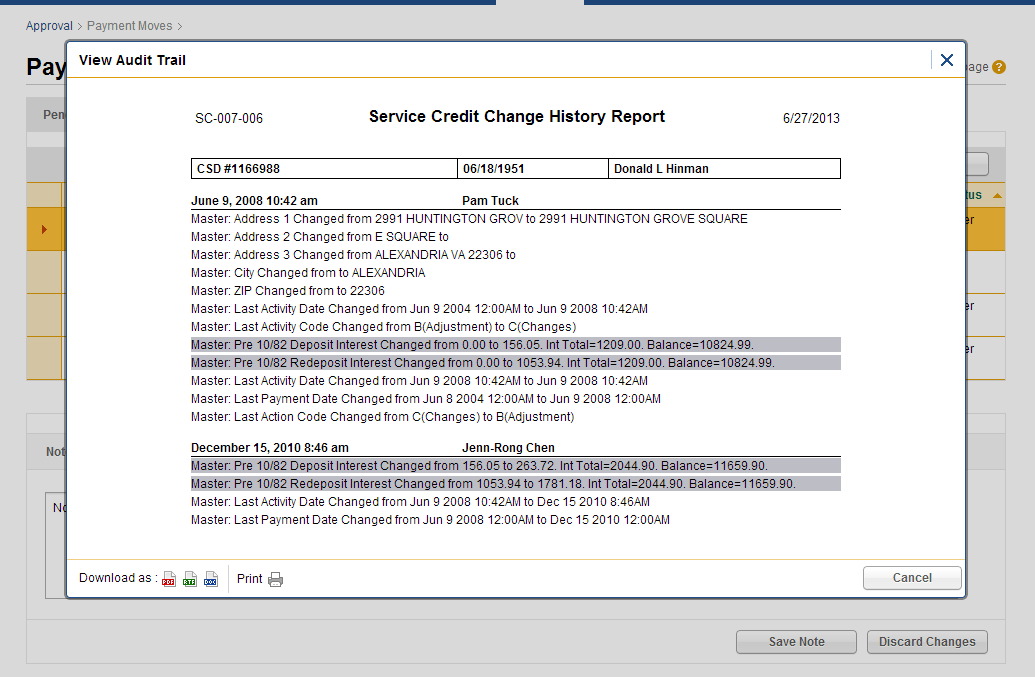 Approval > Payment Moves >
Pay
View Audit Trail
age ?
Pen
SC-007-006 Service Credit Change History Report 6/27/2013
CSD #1166988 06/18/1951 Donald L Hinman
tus
June 9, 2008 10:42 am Pam Tuck
Master: Address 1 Changed from 2991 HUNTINGTON GROV to 2991 HUNTINGTON GROVE SQUARE
er
Master: Address 2 Changed from E SQUARE to
Master: Address 3 Changed from ALEXANDRIA VA 22306 to
Master: City Changed from to ALEXANDRIA
Master: ZIP Changed from to 22306
Master: Last Activity Date Changed from Jun 9 2004 12:00AM to Jun 9 2008 10:42AM
er
Master: Last Activity Code Changed from B(Adjustment) to C(Changes)
Master: Pre 10/82 Deposit Interest Changed from 0.00 to 156.05. Int Total=1209.00. Balance=10824.99.
er
Master: Pre 10/82 Redeposit Interest Changed from 0.00 to 1053.94. Int Total=1209.00. Balance=10824.99.
Master: Last Activity Date Changed from Jun 9 2008 10:42AM to Jun 9 2008 10:42AM
Master: Last Payment Date Changed from Jun 8 2004 12:00AM to Jun 9 2008 12:00AM
Master: Last Action Code Changed from C(Changes) to B(Adjustment)
December 15, 2010 8:46 am Jenn-Rong Chen
Not
Master: Pre 10/82 Deposit Interest Changed from 156.05 to 263.72. Int Total=2044.90. Balance=11659.90.
Master: Pre 10/82 Redeposit Interest Changed from 1053.94 to 1781.18. Int Total=2044.90. Balance=11659.90.
Master: Last Activity Date Changed from Jun 9 2008 10:42AM to Dec 15 2010 8:46AM
No
Master: Last Payment Date Changed from Jun 9 2008 12:00AM to Dec 15 2010 12:00AM
Download as : PDF RTF DOC Print Cancel
Save Note Discard Changes